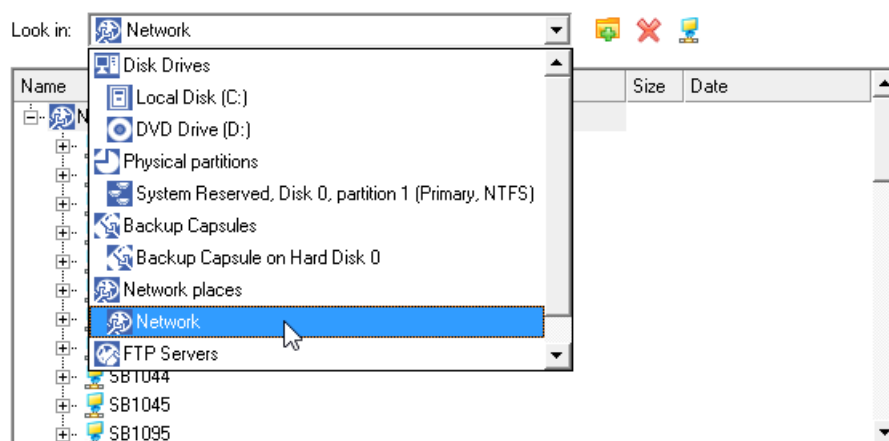 Look in: Network
Name Size Date
Disk Drives
Local Disk (C:)
DVD Drive (D:)
Physical partitions
System Reserved, Disk 0, partition 1 (Primary, NTFS)
Backup Capsules
Backup Capsule on Hard Disk 0
Network places
Network
FTP Servers
SB1044
SB1045
SB1095